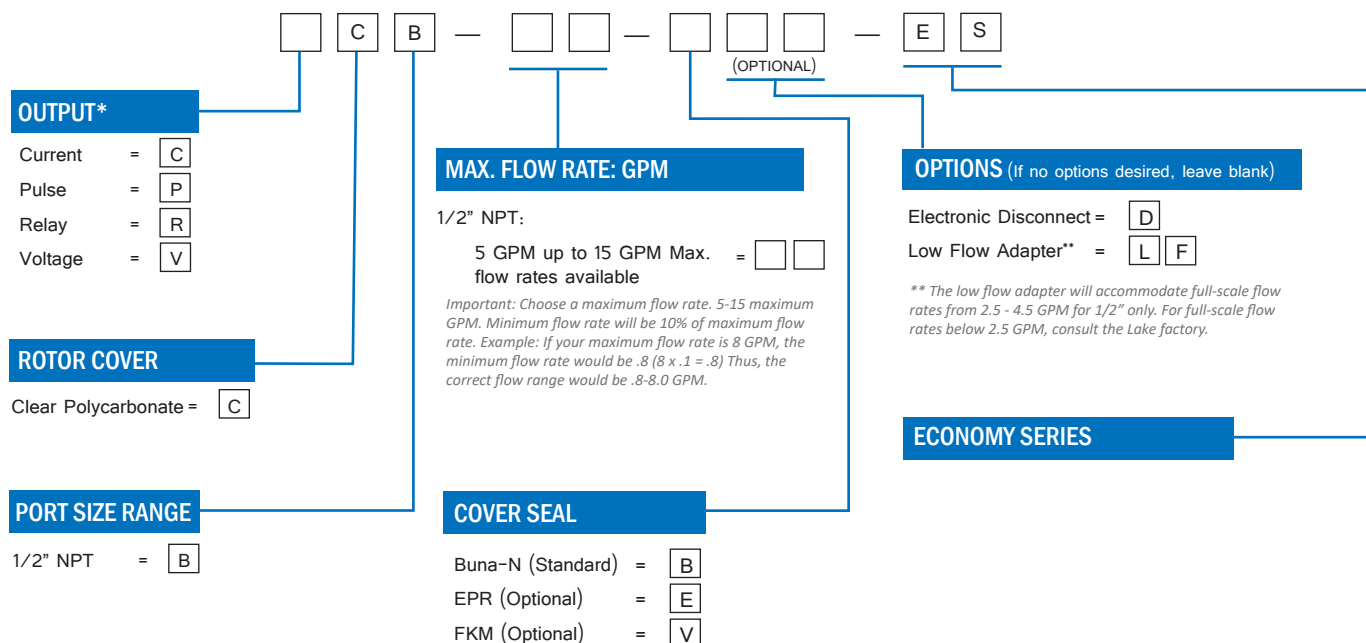 C B — — — E S
(OPTIONAL)
OUTPUT*
Current = C
Pulse = P
Relay = R
Voltage = V
ROTOR COVER
Clear Polycarbonate = C
PORT SIZE RANGE
1/2" NPT = B
MAX. FLOW RATE: GPM
1/2" NPT:
5 GPM up to 15 GPM Max. =
flow rates available
Important: Choose a maximum flow rate. 5-15 maximum
GPM. Minimum flow rate will be 10% of maximum flow
rate. Example: If your maximum flow rate is 8 GPM, the
minimum flow rate would be .8 (8 x .1 = .8) Thus, the
correct flow range would be .8-8.0 GPM.
COVER SEAL
Buna-N (Standard) = B
EPR (Optional) = E
FKM (Optional) = V
OPTIONS (If no options desired, leave blank)
Electronic Disconnect = D
Low Flow Adapter** = L F
** The low flow adapter will accommodate full-scale flow
rates from 2.5 - 4.5 GPM for 1/2" only. For full-scale flow
rates below 2.5 GPM, consult the Lake factory.
ECONOMY SERIES